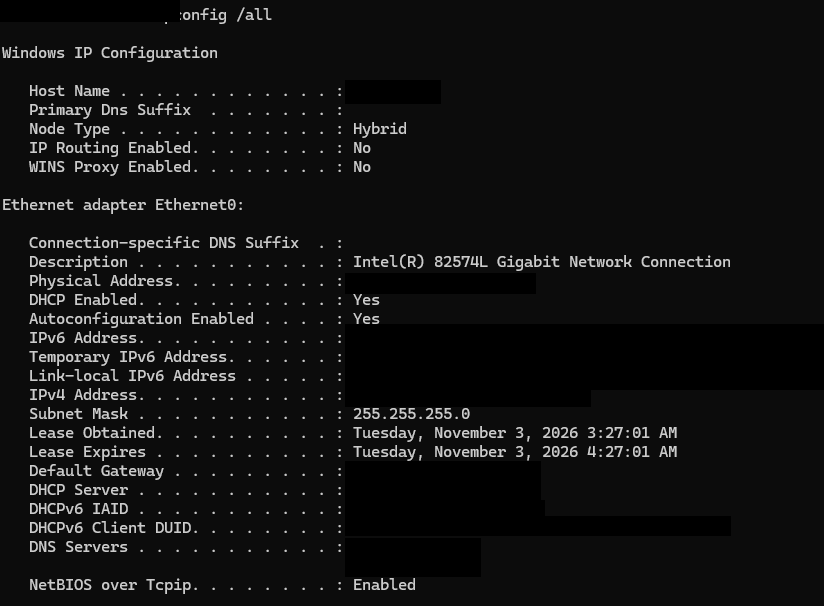 config /all
Windows IP Configuration
Host Name . . . . . . . . . . . . :
Primary Dns Suffix  . . . . . . . :
Node Type . . . . . . . . . . . . : Hybrid
IP Routing Enabled. . . . . . . . : No
WINS Proxy Enabled. . . . . . . . : No
Ethernet adapter Ethernet0:
Connection-specific DNS Suffix  . :
Description . . . . . . . . . . . : Intel(R) 82574L Gigabit Network Connection
Physical Address. . . . . . . . . :
DHCP Enabled. . . . . . . . . . . : Yes
Autoconfiguration Enabled . . . . : Yes
IPv6 Address. . . . . . . . . . . :
Temporary IPv6 Address. . . . . . :
Link-local IPv6 Address . . . . . :
IPv4 Address. . . . . . . . . . . :
Subnet Mask . . . . . . . . . . . : 255.255.255.0
Lease Obtained. . . . . . . . . . : Tuesday, November 3, 2026 3:27:01 AM
Lease Expires . . . . . . . . . . : Tuesday, November 3, 2026 4:27:01 AM
Default Gateway . . . . . . . . . :
DHCP Server . . . . . . . . . . . :
DHCPv6 IAID . . . . . . . . . . . :
DHCPv6 Client DUID. . . . . . . . :
DNS Servers . . . . . . . . . . . :
NetBIOS over Tcpip. . . . . . . . : Enabled